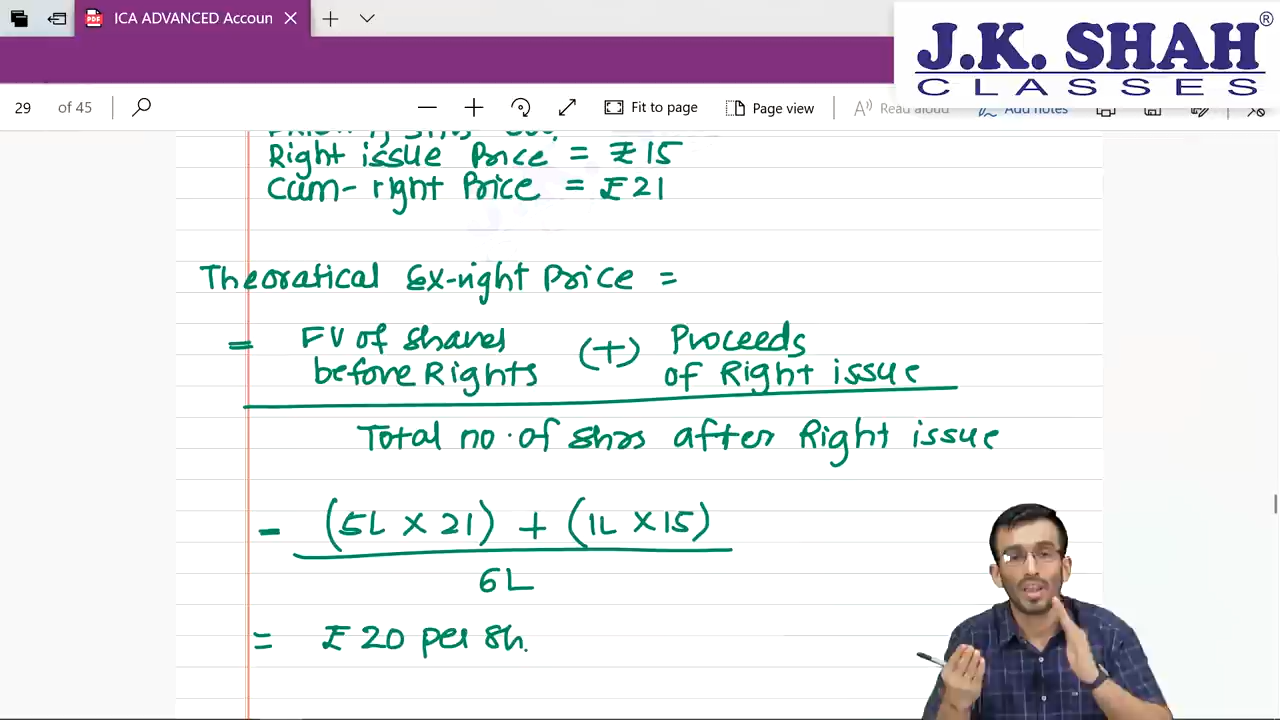 ICA ADVANCED Accoun
J.K. SHAH®
CLASSES
29 of 45
Fit to page
Page view
Read aloud
Add notes
Right issue Price = ₹15
Cum-right Price = ₹21
Theoratical Ex-right Price =
= FV of Shares before Rights (+) Proceeds of Right issue
Total no. of shrs after Right issue
= (5L × 21) + (1L × 15)
6L
= ₹ 20 per sh.